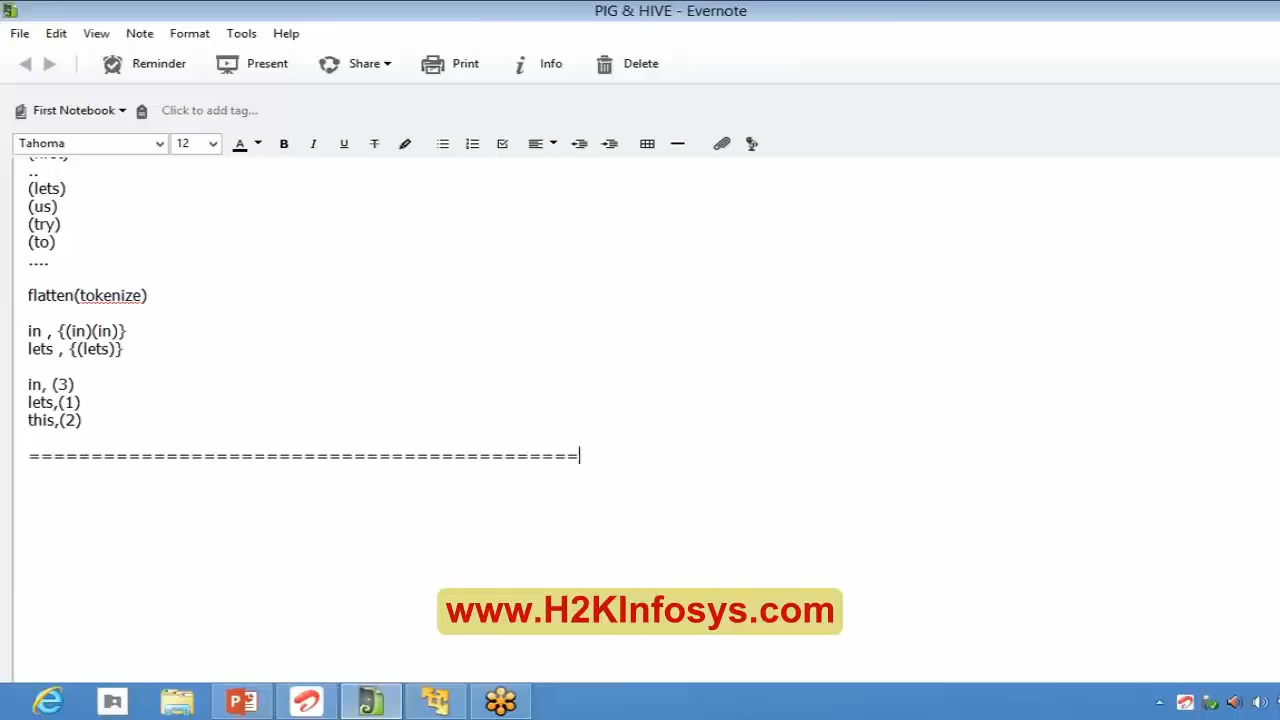 PIG & HIVE - Evernote
File Edit View Note Format Tools Help
Reminder Present Share Print Info Delete
First Notebook Click to add tag...
Tahoma 12 A B I U T
..
(lets)
(us)
(try)
(to)
....
flatten(tokenize)
in , {(in)(in)}
lets , {(lets)}
in, (3)
lets,(1)
this,(2)
============================================
www.H2KInfosys.com